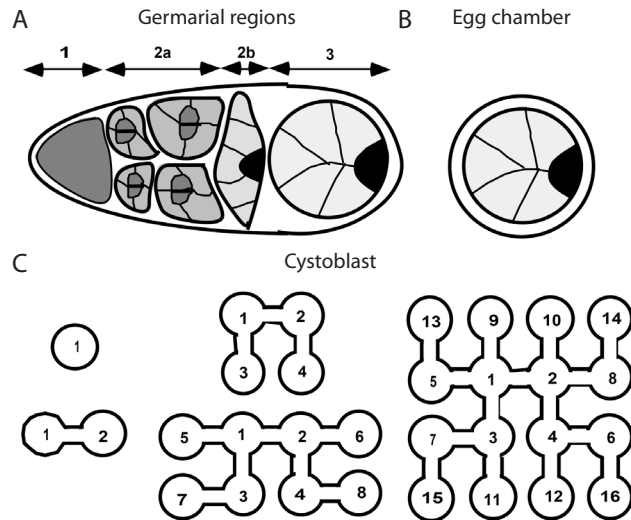 A Germarial regions B Egg chamber
1 2a 2b 3
C Cystoblast
1
1 2
1 2
3 4
5 1 2 6
7 3 4 8
13 9 10 14
5 1 2 8
7 3 4 6
15 11 12 16